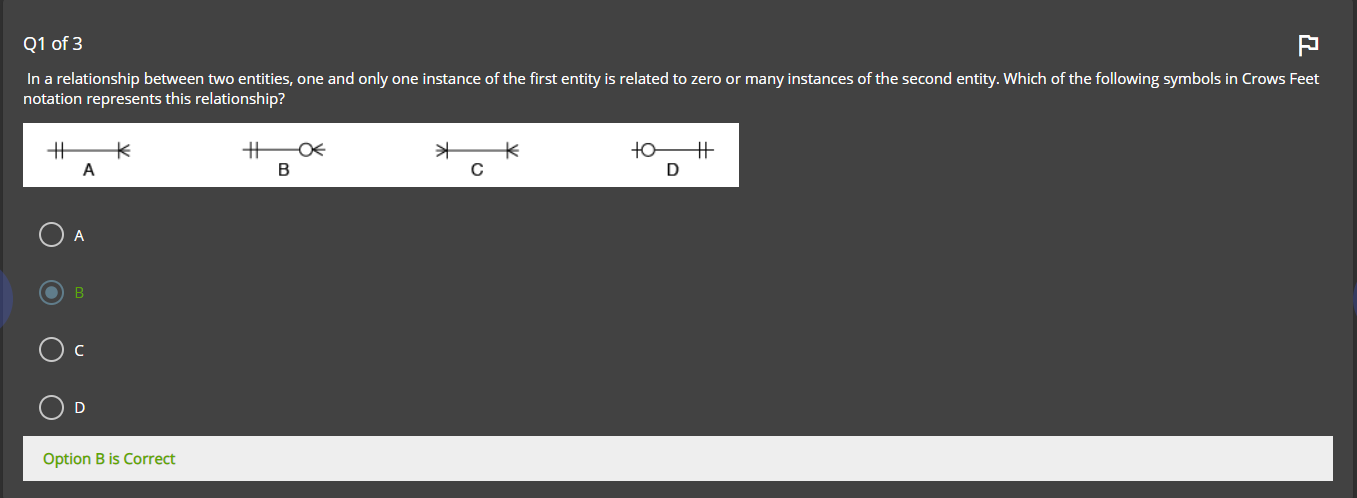 Q1 of 3
In a relationship between two entities, one and only one instance of the first entity is related to zero or many instances of the second entity. Which of the following symbols in Crows Feet
notation represents this relationship?
A B C D
A
B
C
D
Option B is Correct